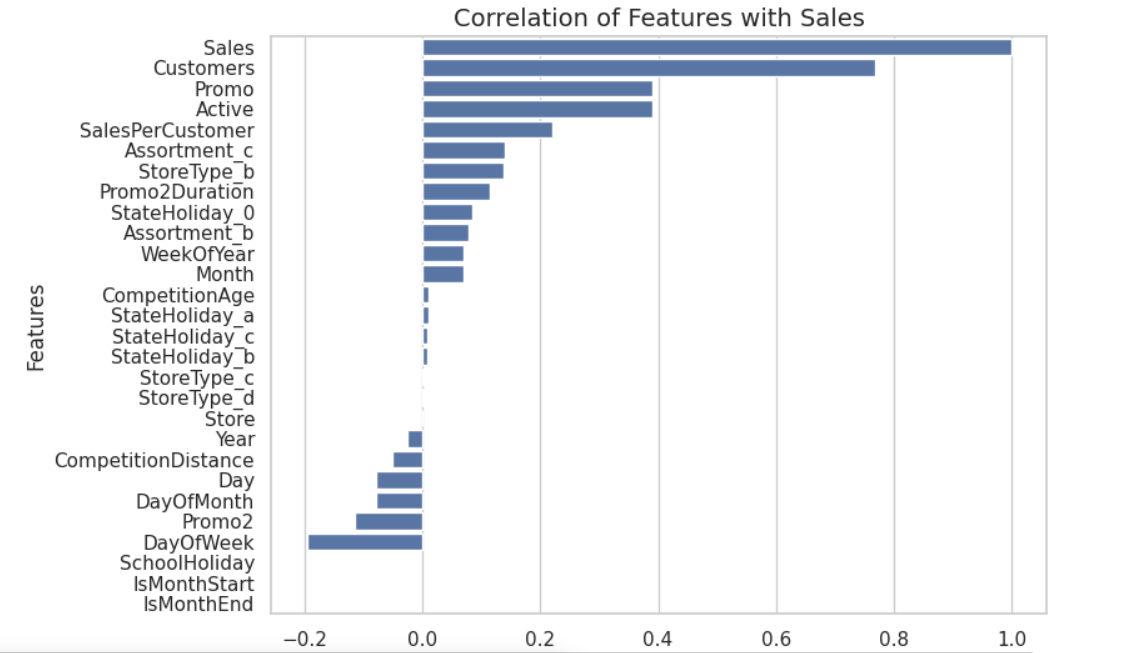 Correlation of Features with Sales
Sales
Customers
Promo
Active
SalesPerCustomer
Assortment_c
StoreType_b
Promo2Duration
StateHoliday_0
Assortment_b
WeekOfYear
Month
CompetitionAge
StateHoliday_a
StateHoliday_c
StateHoliday_b
StoreType_c
StoreType_d
Store
Year
CompetitionDistance
Day
DayOfMonth
Promo2
DayOfWeek
SchoolHoliday
IsMonthStart
IsMonthEnd
Features
−0.2 0.0 0.2 0.4 0.6 0.8 1.0